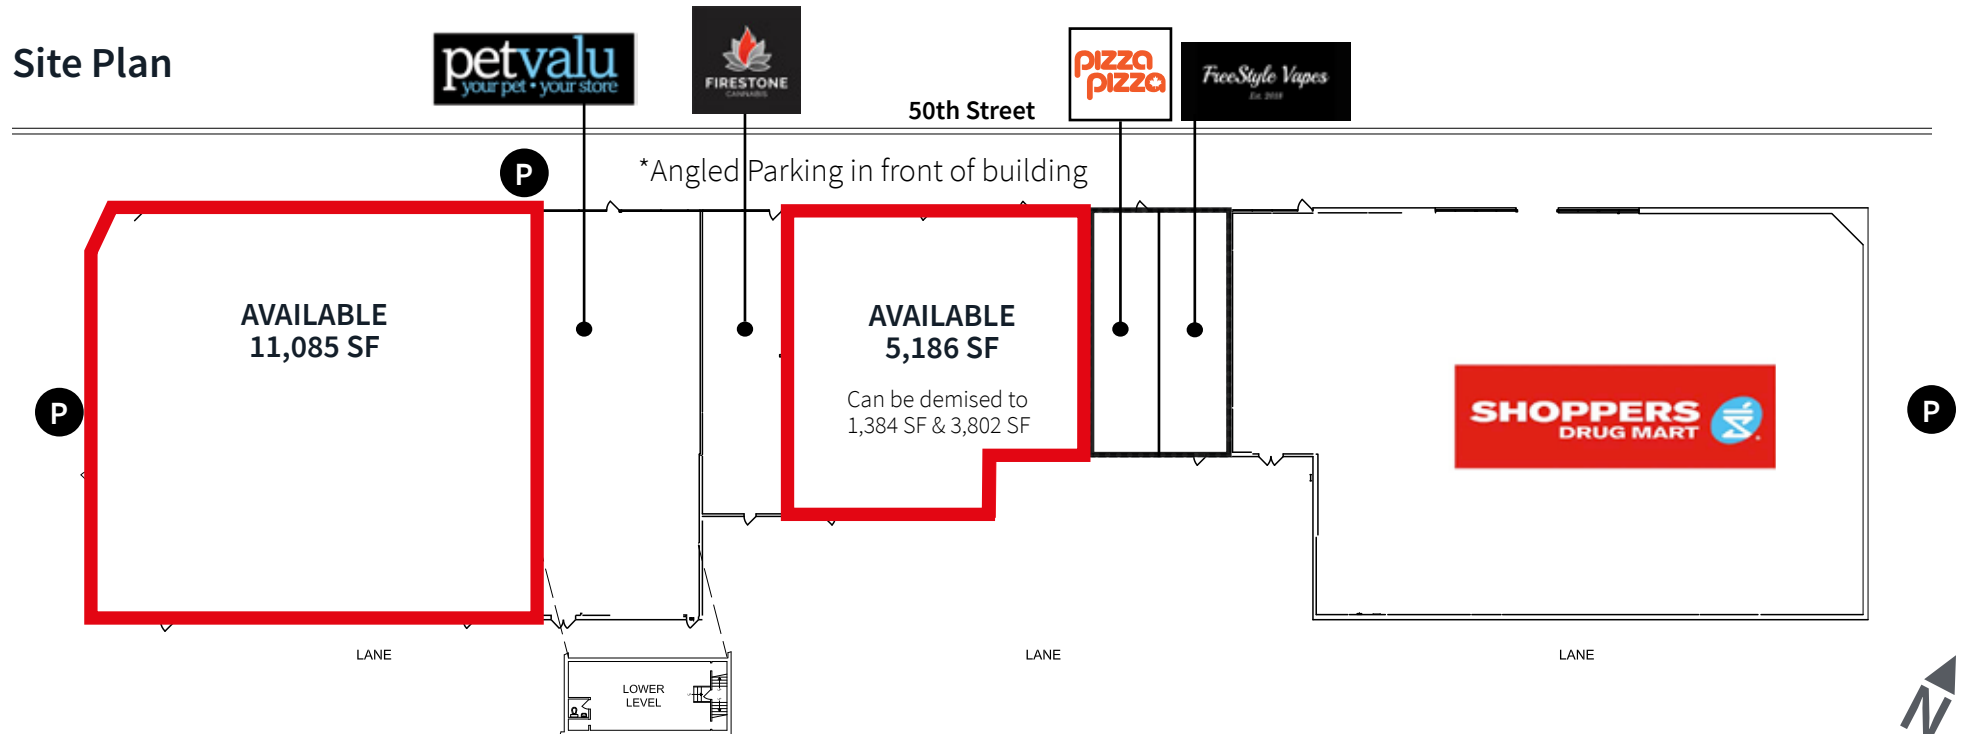 Site Plan
petvalu
your pet • your store
FIRESTONE
CANNABIS
50th Street
pizza
pizza
FreeStyle Vapes
Est. 2018
P
*Angled Parking in front of building
AVAILABLE
11,085 SF
AVAILABLE
5,186 SF
Can be demised to
1,384 SF & 3,802 SF
P
SHOPPERS
DRUG MART
P
LANE
LANE
LANE
LOWER
LEVEL
N